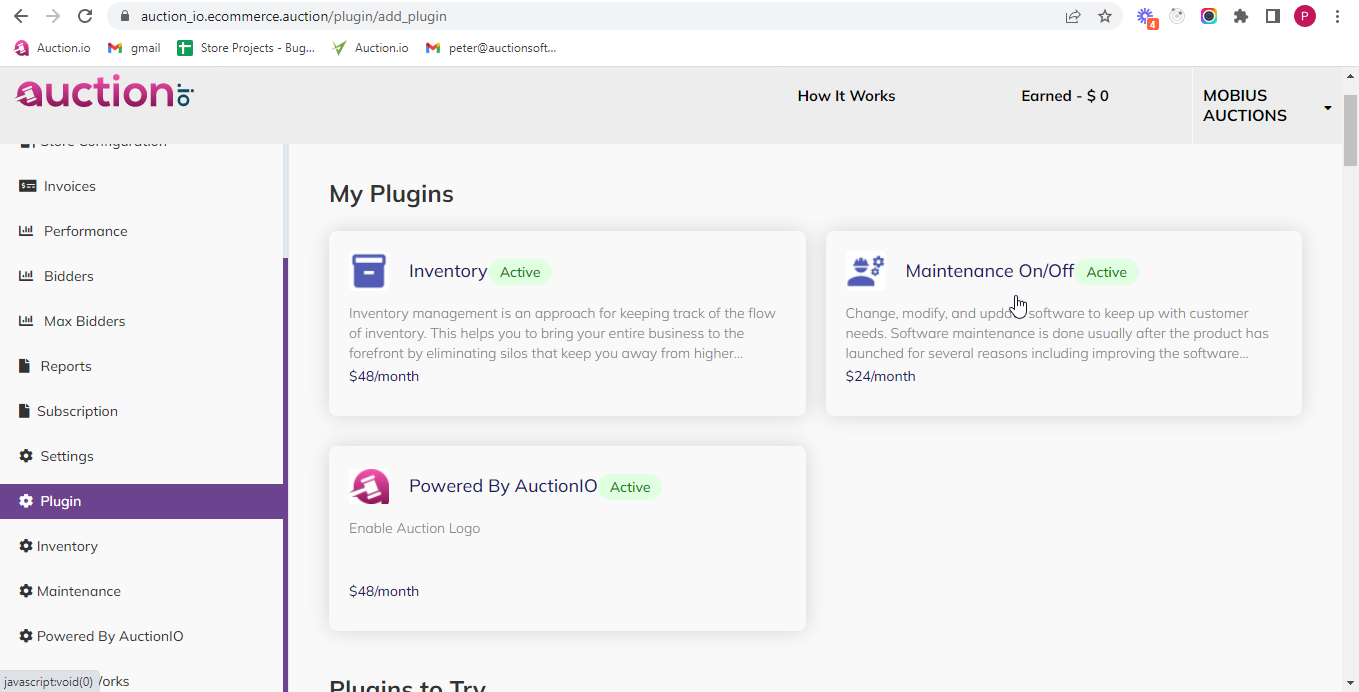 auction_io.ecommerce.auction/plugin/add_plugin
4
P
Auction.io
gmail
Store Projects - Bug...
Auction.io
peter@auctionsoft...
auction.io
How It Works
Earned - $ 0
MOBIUS
AUCTIONS
Store Configuration
Invoices
Performance
Bidders
Max Bidders
Reports
Subscription
Settings
Plugin
Inventory
Maintenance
Powered By AuctionIO
Works
javascript:void(0)
My Plugins
Inventory Active
Inventory management is an approach for keeping track of the flow
of inventory. This helps you to bring your entire business to the
forefront by eliminating silos that keep you away from higher...
$48/month
Maintenance On/Off Active
Change, modify, and update software to keep up with customer
needs. Software maintenance is done usually after the product has
launched for several reasons including improving the software...
$24/month
Powered By AuctionIO Active
Enable Auction Logo
$48/month
Plugins to Try